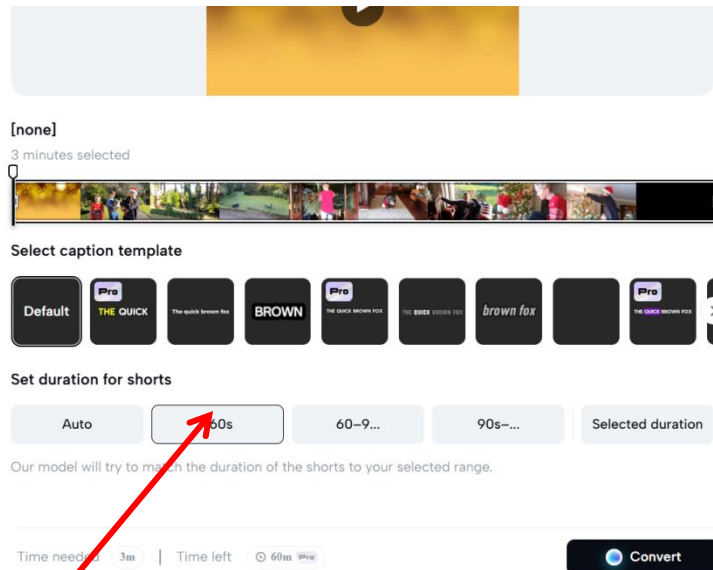 [none]
3 minutes selected
Select caption template
Default
Pro
THE QUICK
The quick brown fox
BROWN
Pro
THE QUICK BROWN FOX
THE QUICK BROWN FOX
brown fox
Pro
THE QUICK BROWN FOX
Set duration for shorts
Auto
60s
60–9...
90s–...
Selected duration
Our model will try to match the duration of the shorts to your selected range.
Time needed 3m | Time left 60m Pro
Convert